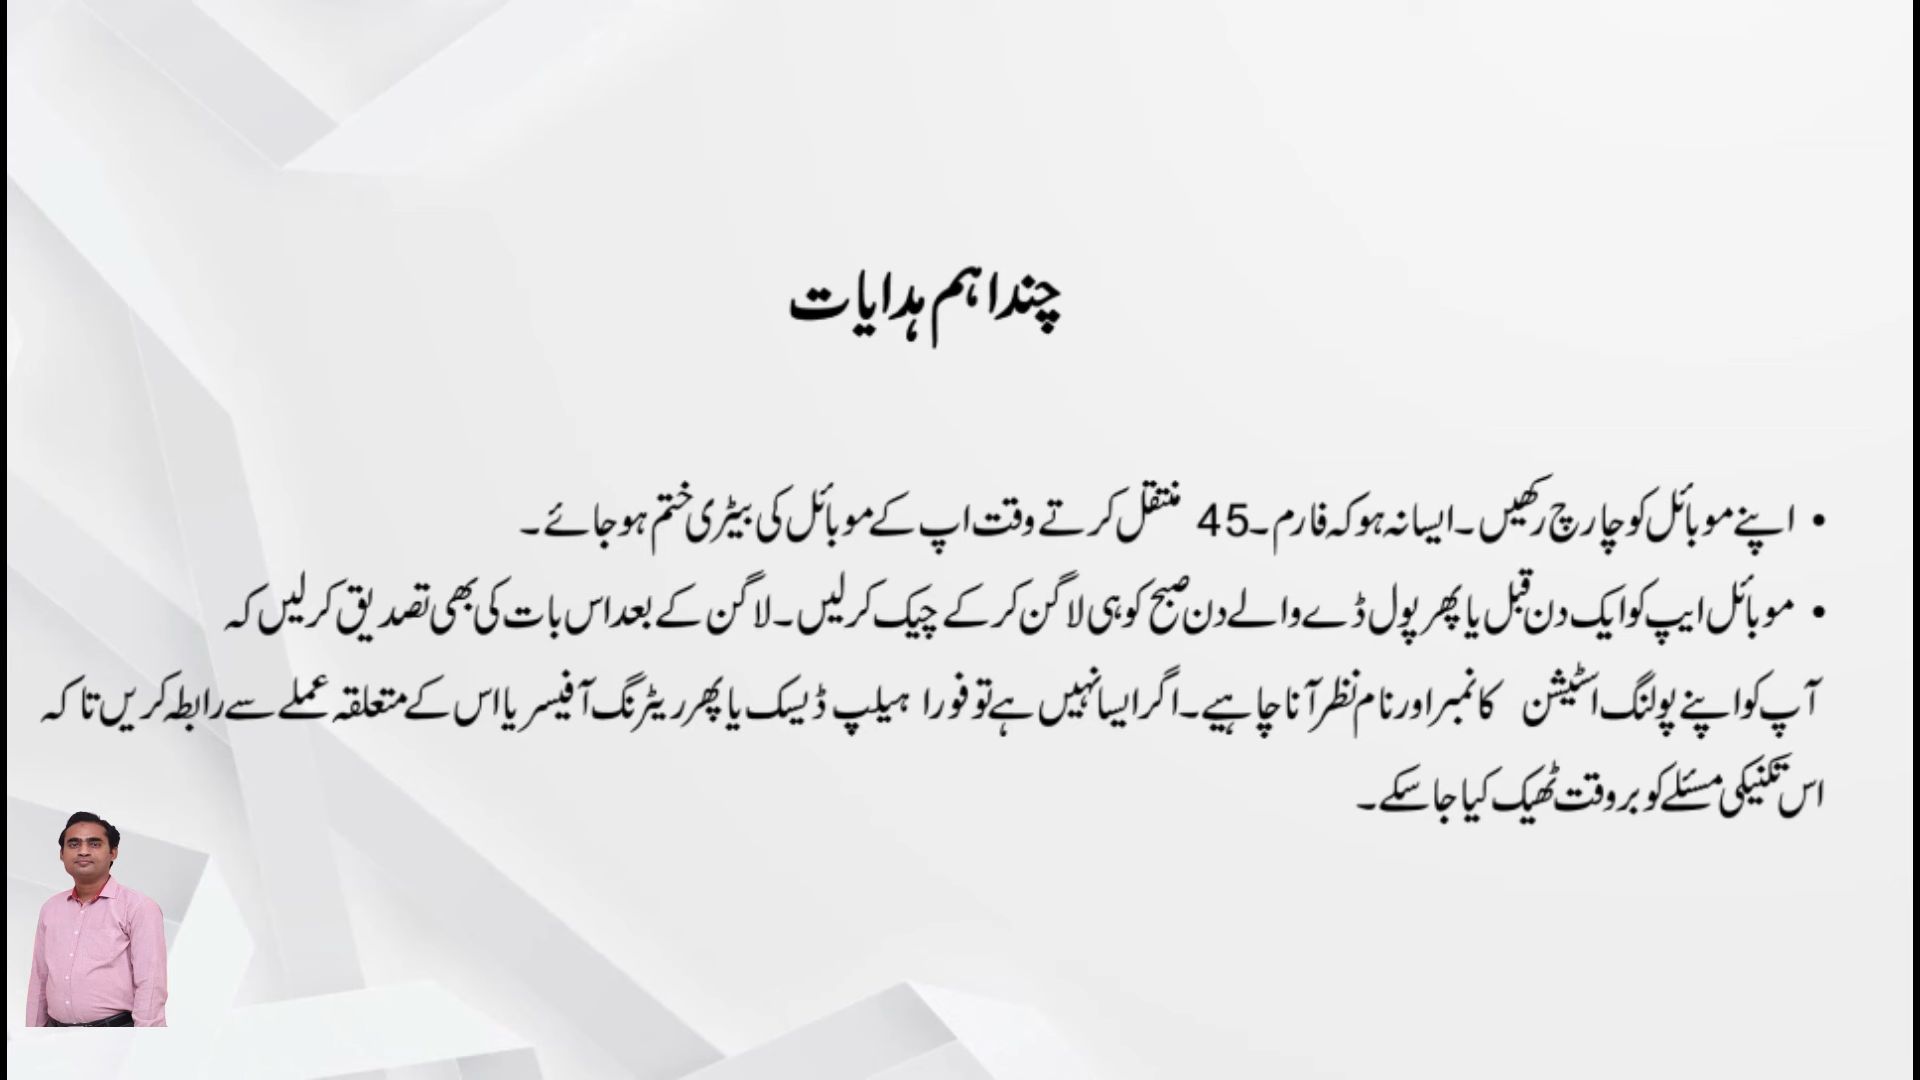 چند اہم ہدایات
• اپنے موبائل کو چارج رکھیں۔ ایسا نہ ہو کہ فارم۔45 منتقل کرتے وقت اپ کے موبائل کی بیٹری ختم ہو جائے۔
• موبائل ایپ کو ایک دن قبل یا پھر پول ڈے والے دن صبح کو ہی لاگن کر کے چیک کر لیں۔ لاگن کے بعد اس بات کی بھی تصدیق کر لیں کہ
آپ کو اپنے پولنگ اسٹیشن کا نمبر اور نام نظر آنا چاہیے۔ اگر ایسا نہیں ہے تو فورا ہیلپ ڈیسک یا پھر ریٹرنگ آفیسر یا اس کے متعلقہ عملے سے رابطہ کریں تا کہ
اس تکنیکی مسئلے کو بروقت ٹھیک کیا جا سکے۔